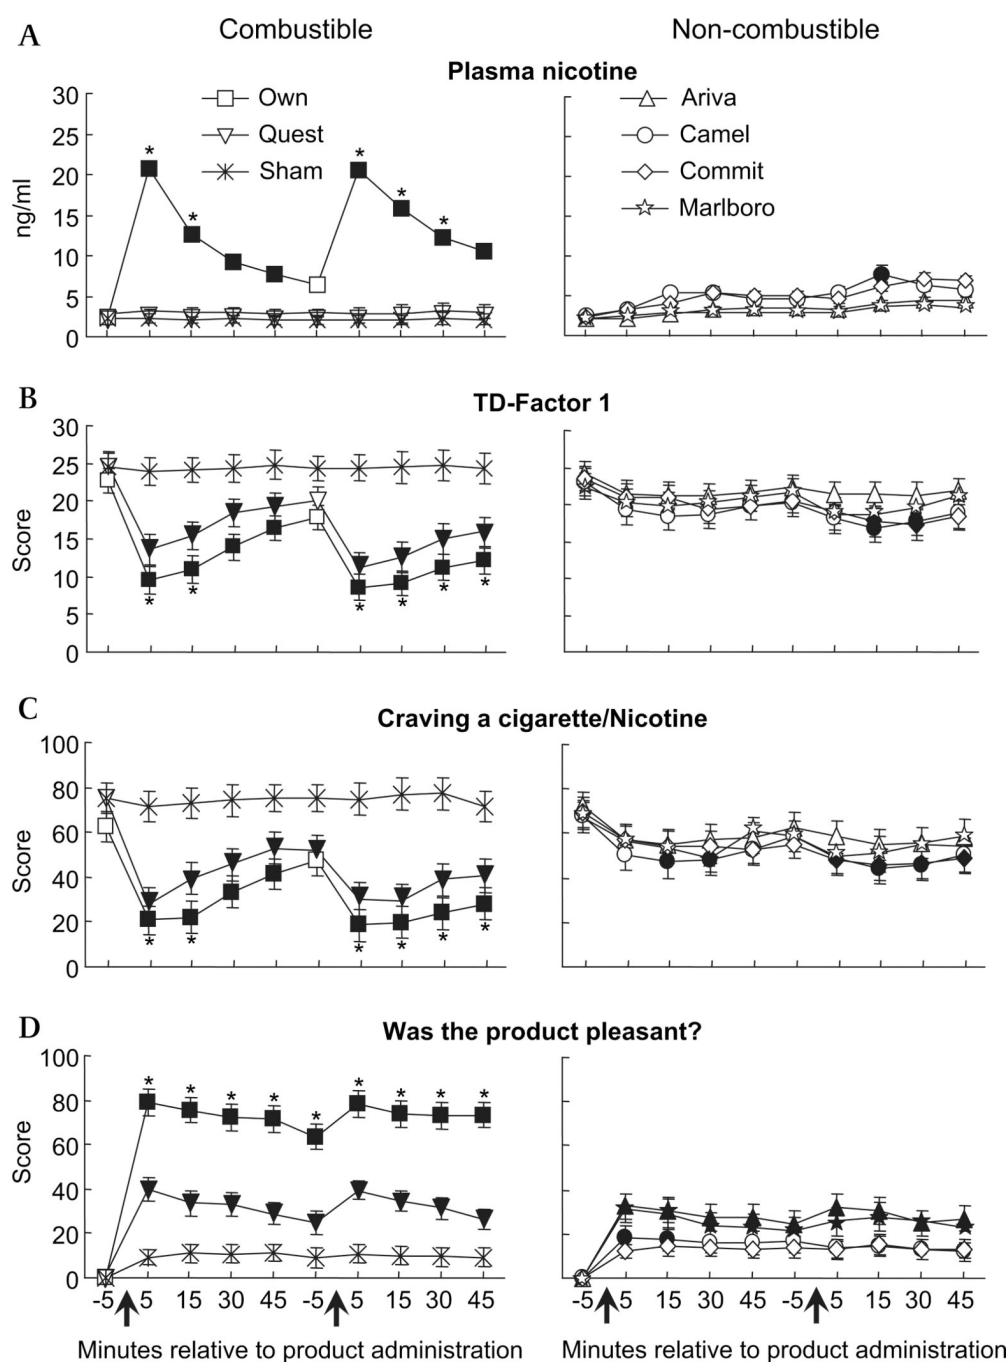 A
Combustible
Non-combustible
Plasma nicotine
30
25
20
15
10
5
0
ng/ml
Own
Quest
Sham
*
*
*
*
*
Ariva
Camel
Commit
Marlboro
B
TD-Factor 1
30
25
20
15
10
5
0
Score
*
*
*
*
*
*
C
Craving a cigarette/Nicotine
100
80
60
40
20
0
Score
*
*
*
*
*
*
D
Was the product pleasant?
100
80
60
40
20
0
Score
*
*
*
*
*
*
*
*
*
-5 5 15 30 45 -5 5 15 30 45
-5 5 15 30 45 -5 5 15 30 45
Minutes relative to product administration
Minutes relative to product administration